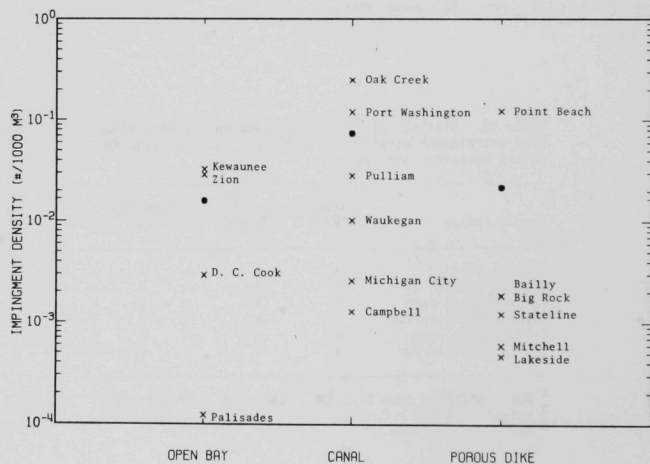 10⁰
10⁻¹
10⁻²
10⁻³
10⁻⁴
IMPINGMENT DENSITY (#/1000 M³)
Kewaunee
Zion
D. C. Cook
Palisades
Oak Creek
Port Washington
Pulliam
Waukegan
Michigan City
Campbell
Point Beach
Bailly
Big Rock
Stateline
Mitchell
Lakeside
OPEN BAY
CANAL
POROUS DIKE